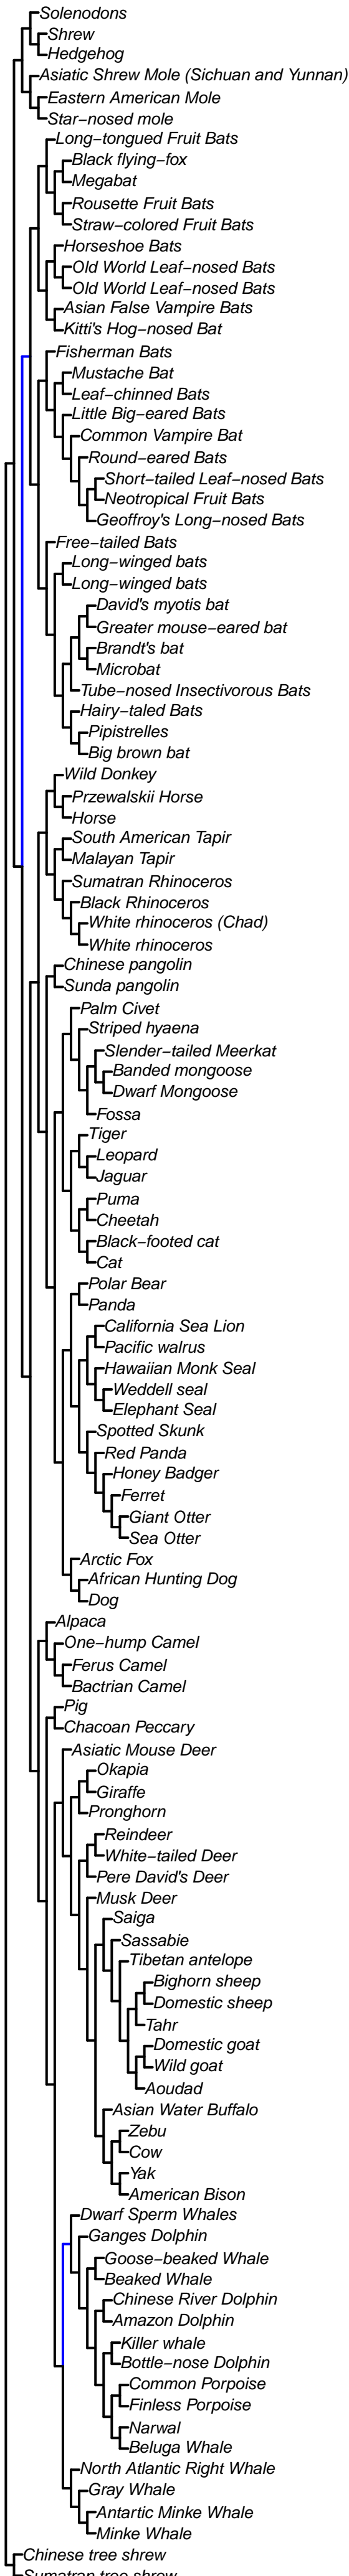 Solenodons
Shrew
Hedgehog
Asiatic Shrew Mole (Sichuan and Yunnan)
Eastern American Mole
Star−nosed mole
Long−tongued Fruit Bats
Black flying−fox
Megabat
Rousette Fruit Bats
Straw−colored Fruit Bats
Horseshoe Bats
Old World Leaf−nosed Bats
Old World Leaf−nosed Bats
Asian False Vampire Bats
Kitti's Hog−nosed Bat
Fisherman Bats
Mustache Bat
Leaf−chinned Bats
Little Big−eared Bats
Common Vampire Bat
Round−eared Bats
Short−tailed Leaf−nosed Bats
Neotropical Fruit Bats
Geoffroy's Long−nosed Bats
Free−tailed Bats
Long−winged bats
Long−winged bats
David's myotis bat
Greater mouse−eared bat
Brandt's bat
Microbat
Tube−nosed Insectivorous Bats
Hairy−taled Bats
Pipistrelles
Big brown bat
Wild Donkey
Przewalskii Horse
Horse
South American Tapir
Malayan Tapir
Sumatran Rhinoceros
Black Rhinoceros
White rhinoceros (Chad)
White rhinoceros
Chinese pangolin
Sunda pangolin
Palm Civet
Striped hyaena
Slender−tailed Meerkat
Banded mongoose
Dwarf Mongoose
Fossa
Tiger
Leopard
Jaguar
Puma
Cheetah
Black−footed cat
Cat
Polar Bear
Panda
California Sea Lion
Pacific walrus
Hawaiian Monk Seal
Weddell seal
Elephant Seal
Spotted Skunk
Red Panda
Honey Badger
Ferret
Giant Otter
Sea Otter
Arctic Fox
African Hunting Dog
Dog
Alpaca
One−hump Camel
Ferus Camel
Bactrian Camel
Pig
Chacoan Peccary
Asiatic Mouse Deer
Okapia
Giraffe
Pronghorn
Reindeer
White−tailed Deer
Pere David's Deer
Musk Deer
Saiga
Sassabie
Tibetan antelope
Bighorn sheep
Domestic sheep
Tahr
Domestic goat
Wild goat
Aoudad
Asian Water Buffalo
Zebu
Cow
Yak
American Bison
Dwarf Sperm Whales
Ganges Dolphin
Goose−beaked Whale
Beaked Whale
Chinese River Dolphin
Amazon Dolphin
Killer whale
Bottle−nose Dolphin
Common Porpoise
Finless Porpoise
Narwal
Beluga Whale
North Atlantic Right Whale
Gray Whale
Antartic Minke Whale
Minke Whale
Chinese tree shrew
Sumatran tree shrew